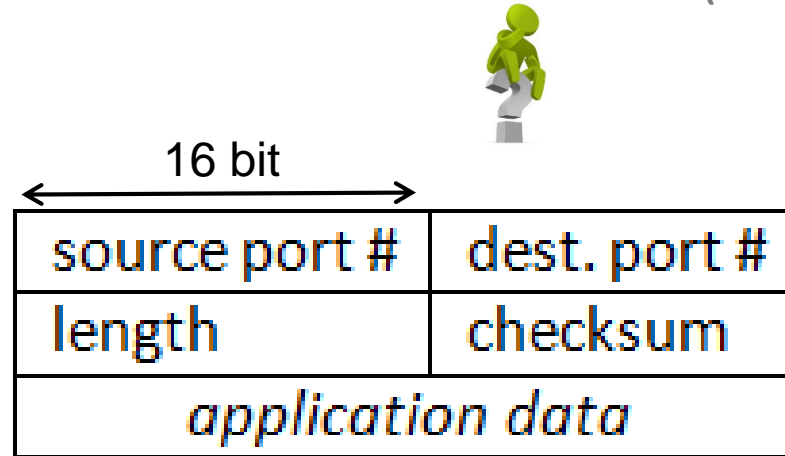 16 bit
source port # dest. port #
length checksum
application data